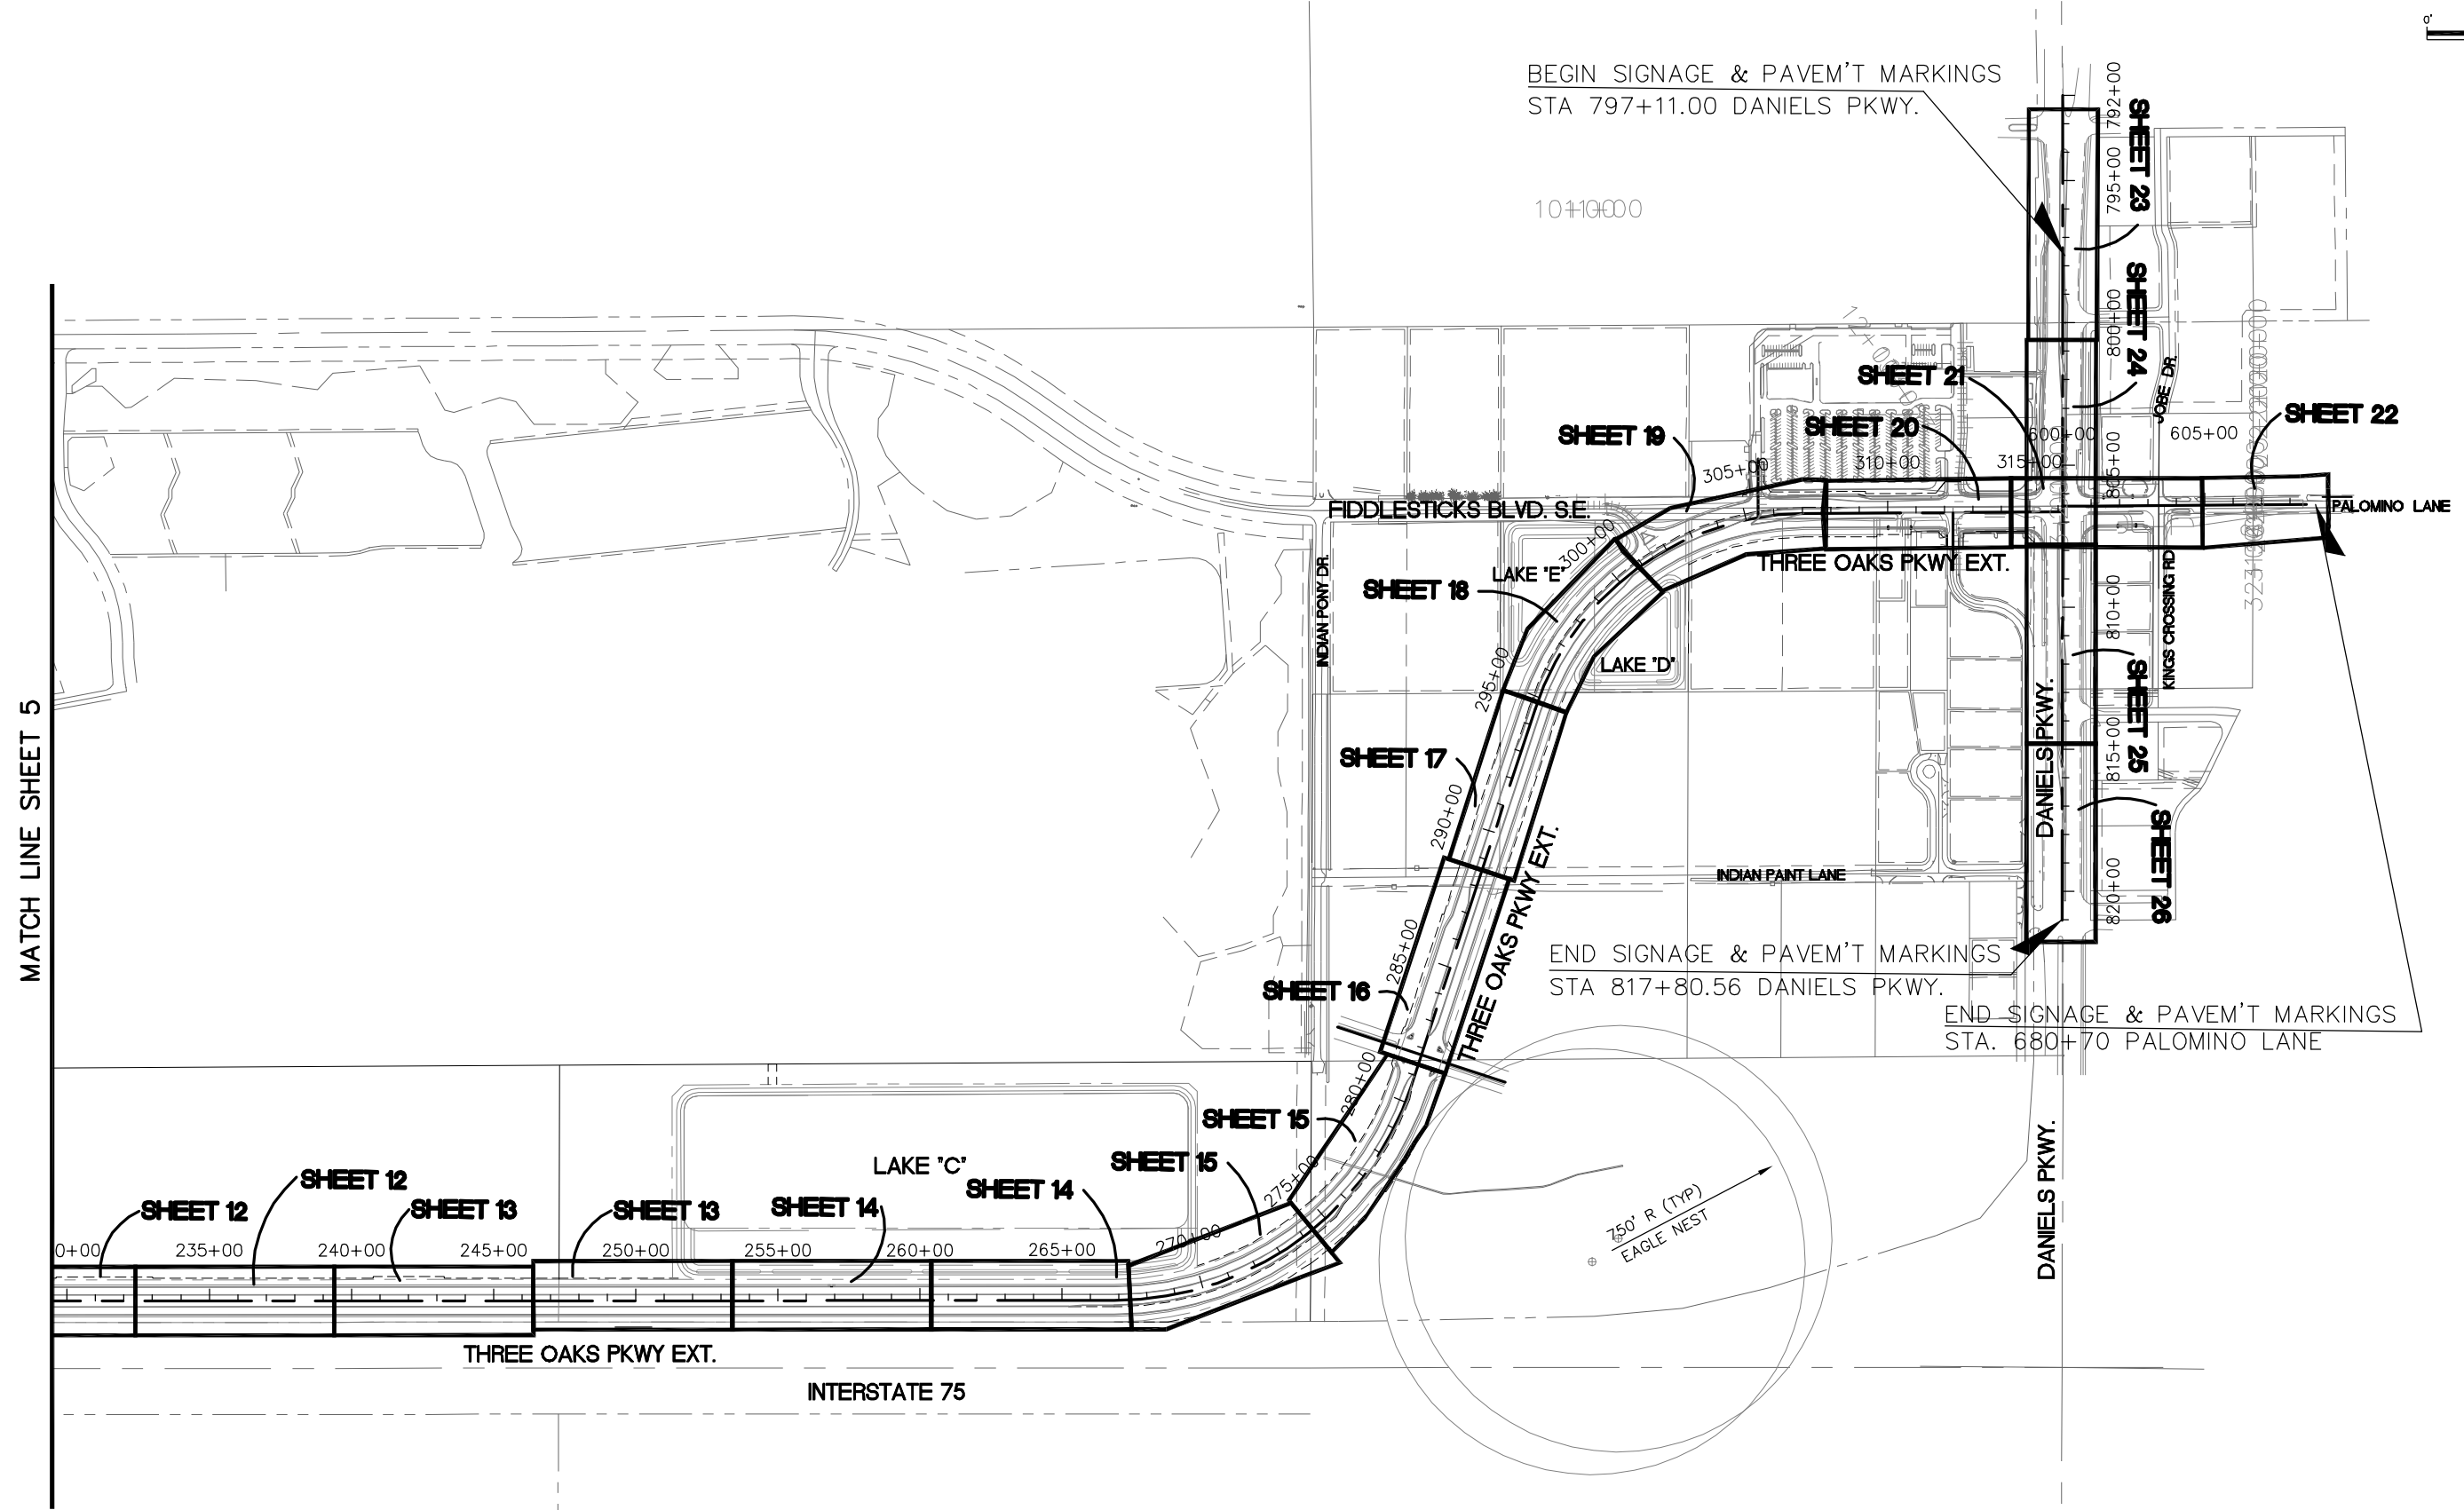 0'
BEGIN SIGNAGE & PAVEM'T MARKINGS
STA 797+11.00 DANIELS PKWY.
792+00
SHEET 23
795+00
SHEET 24
800+00
JOBE DR.
SHEET 21
SHEET 22
SHEET 20
SHEET 19
600+00
605+00
305+00
310+00
315+00
805+00
FIDDLESTICKS BLVD. S.E.
PALOMINO LANE
300+00
THREE OAKS PKWY EXT.
LAKE "E"
SHEET 18
INDIAN PONY DR.
LAKE "D"
810+00
KINGS CROSSING RD
295+00
SHEET 25
DANIELS PKWY.
SHEET 17
815+00
290+00
MATCH LINE SHEET 5
THREE OAKS PKWY EXT.
INDIAN PAINT LANE
SHEET 26
820+00
285+00
END SIGNAGE & PAVEM'T MARKINGS
STA 817+80.56 DANIELS PKWY.
SHEET 16
END SIGNAGE & PAVEM'T MARKINGS
STA. 680+70 PALOMINO LANE
280+00
SHEET 15
SHEET 15
275+00
LAKE "C"
SHEET 12
SHEET 12
SHEET 13
SHEET 13
SHEET 14
SHEET 14
750' R (TYP)
EAGLE NEST
DANIELS PKWY.
0+00
235+00
240+00
245+00
250+00
255+00
260+00
265+00
270+00
THREE OAKS PKWY EXT.
INTERSTATE 75